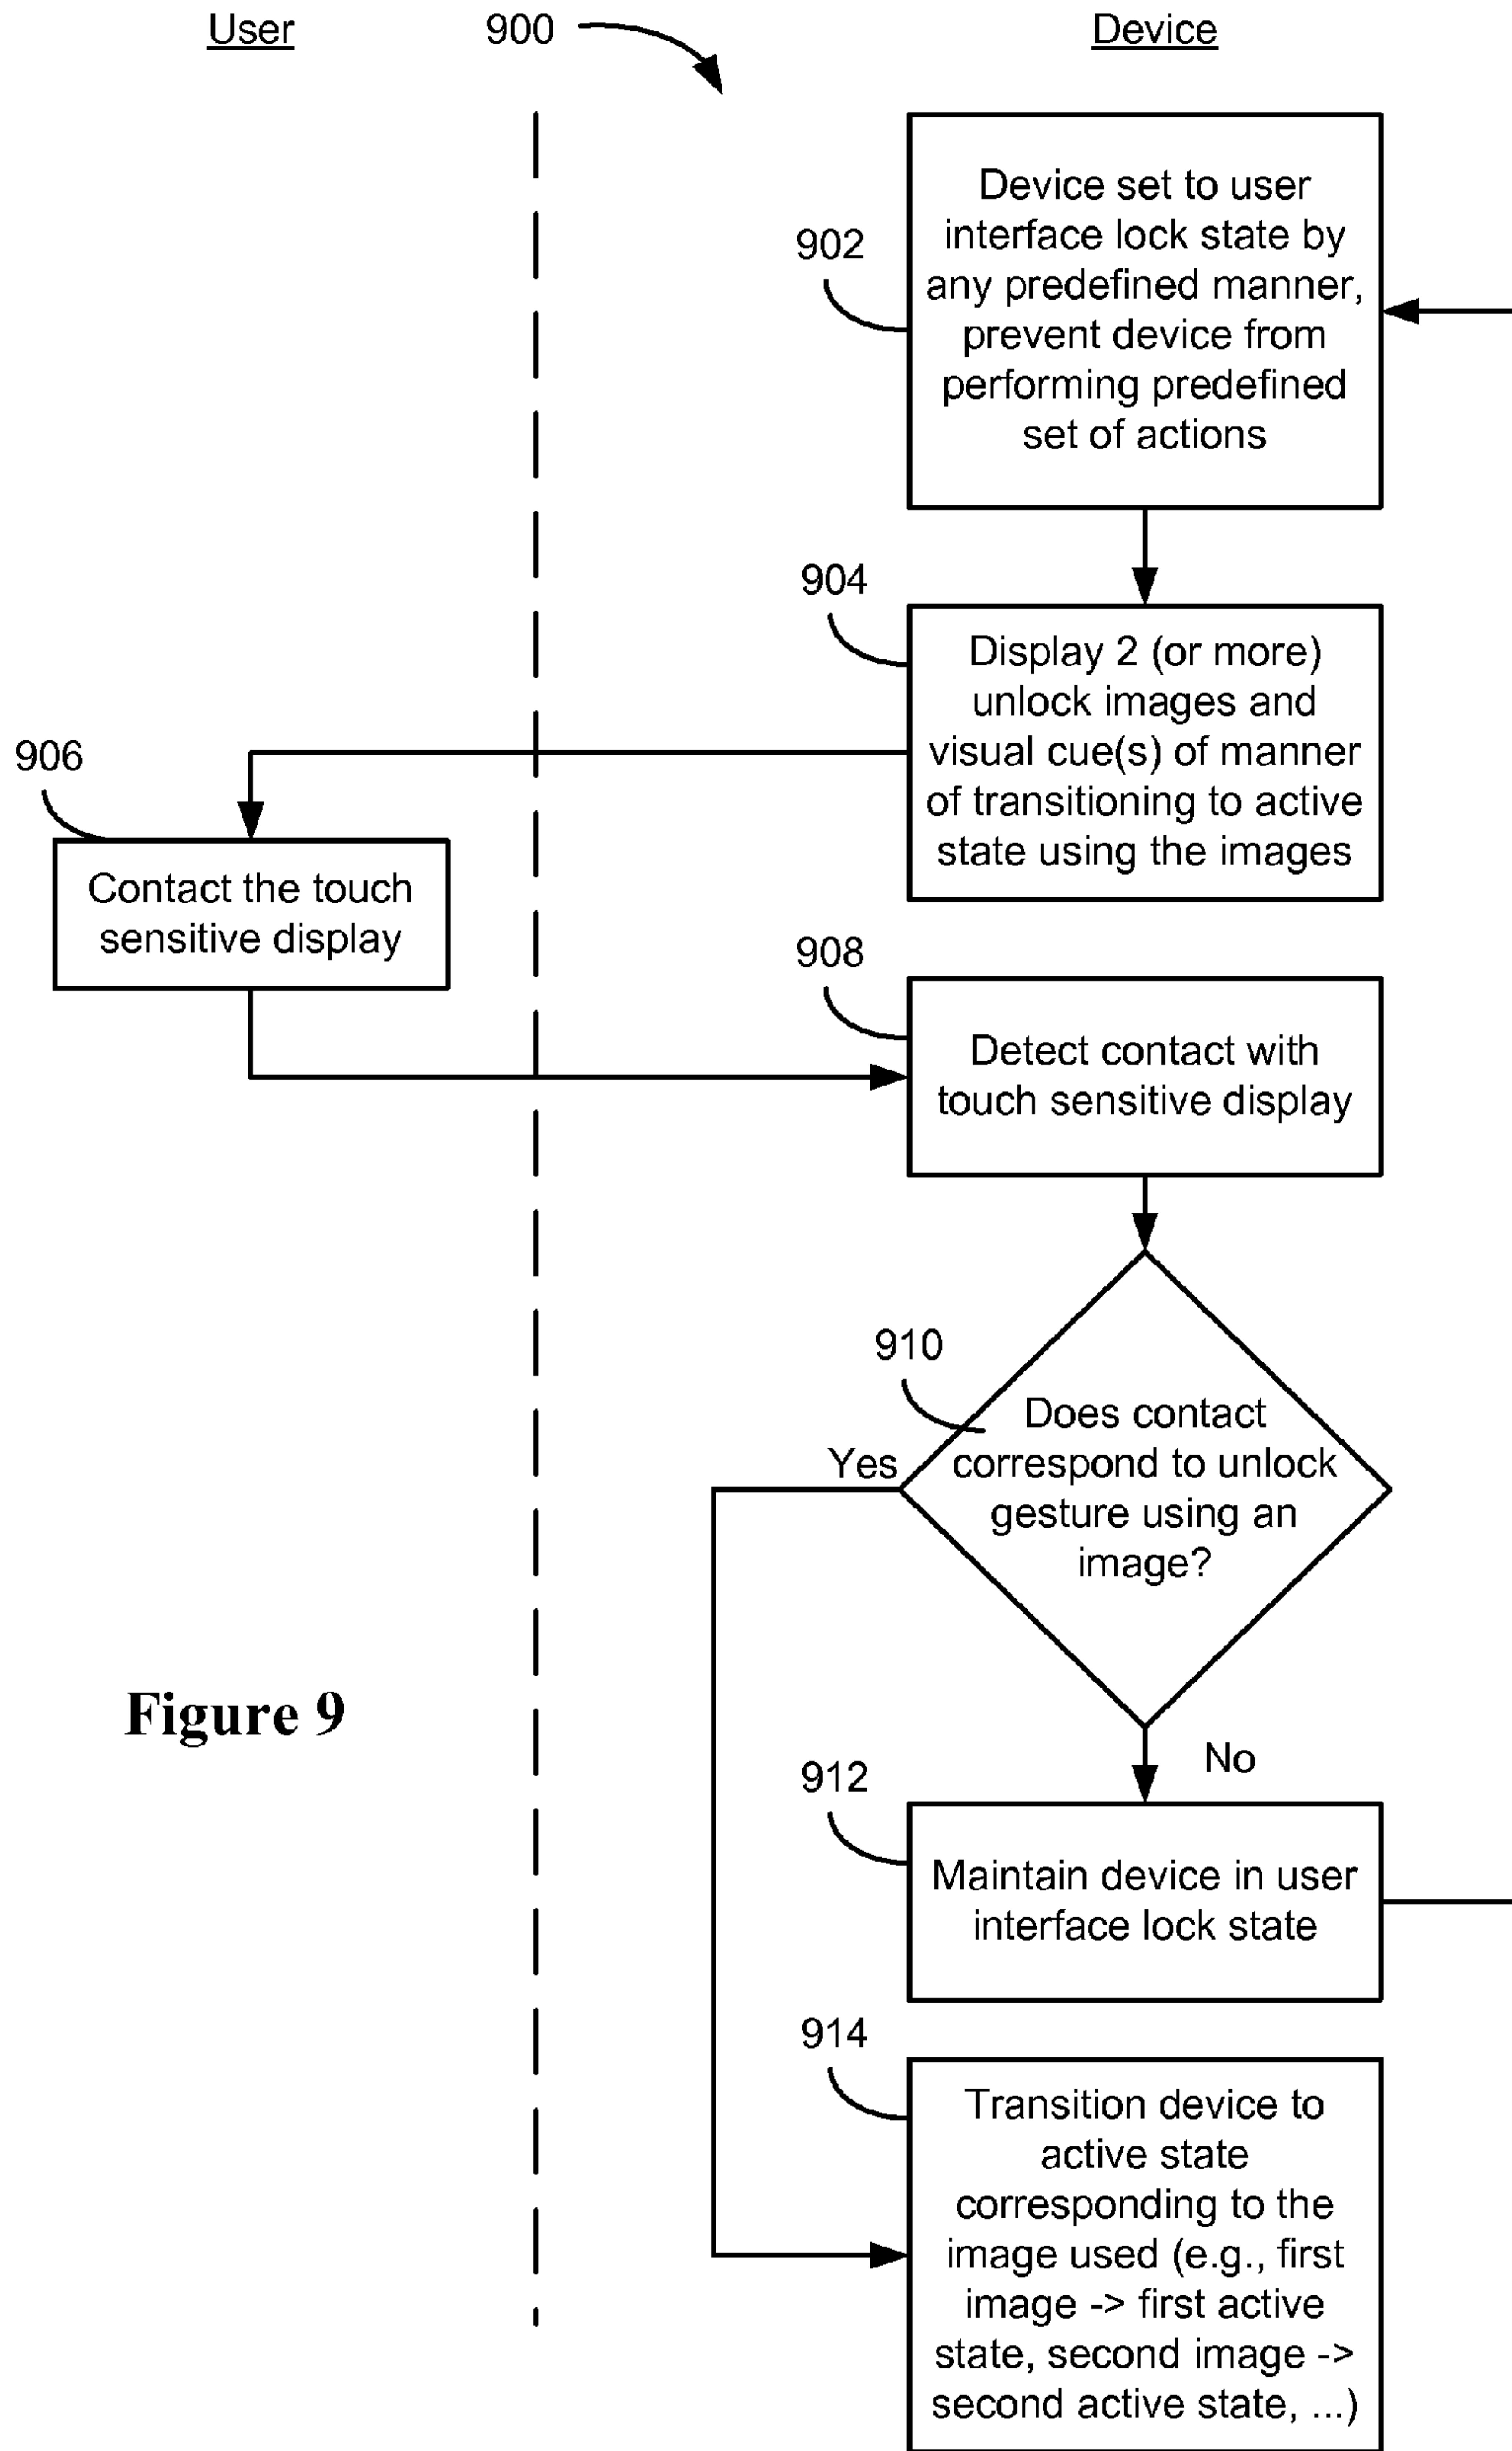 User
900
Device
902
Device set to user
interface lock state by
any predefined manner,
prevent device from
performing predefined
set of actions
904
Display 2 (or more)
unlock images and
visual cue(s) of manner
of transitioning to active
state using the images
906
Contact the touch
sensitive display
908
Detect contact with
touch sensitive display
910
Does contact
correspond to unlock
gesture using an
image?
Yes
No
Figure 9
912
Maintain device in user
interface lock state
914
Transition device to
active state
corresponding to the
image used (e.g., first
image -> first active
state, second image ->
second active state, ...)